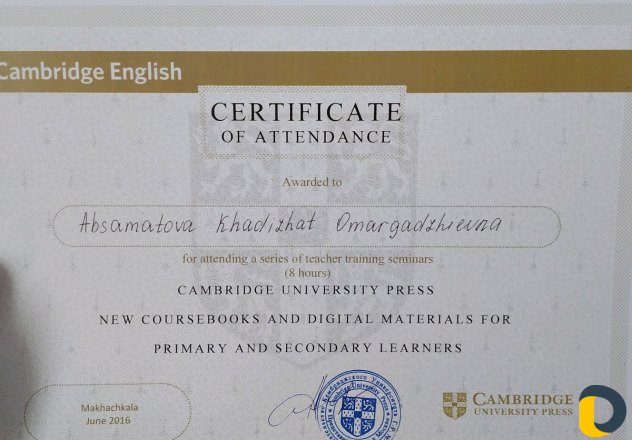 Cambridge English
CERTIFICATE
OF ATTENDANCE
Awarded to
Absamatova Khadizhat Omargadzhievna
for attending a series of teacher training seminars
(8 hours)
CAMBRIDGE UNIVERSITY PRESS
NEW COURSEBOOKS AND DIGITAL MATERIALS FOR
PRIMARY AND SECONDARY LEARNERS
Makhachkala
June 2016
CAMBRIDGE
UNIVERSITY PRESS